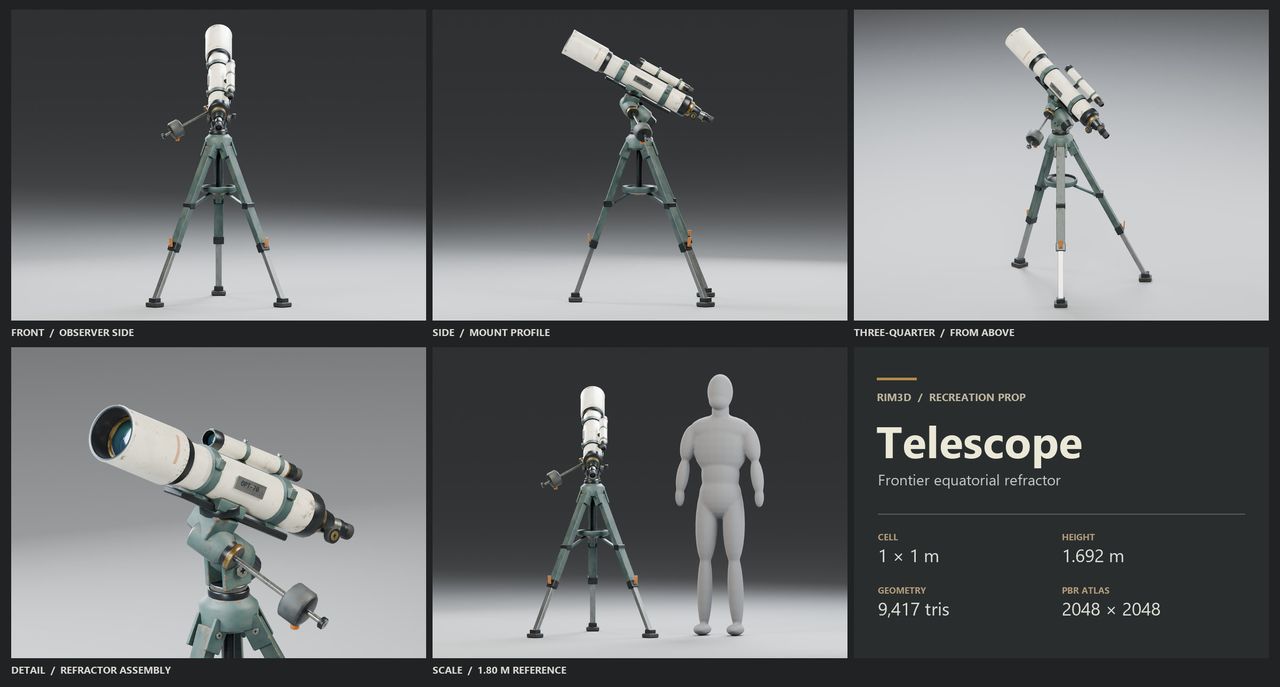 FRONT / OBSERVER SIDE
SIDE / MOUNT PROFILE
THREE-QUARTER / FROM ABOVE
OPT-70
DETAIL / REFRACTOR ASSEMBLY
SCALE / 1.80 M REFERENCE
RIM3D / RECREATION PROP
Telescope
Frontier equatorial refractor
CELL
1 × 1 m
HEIGHT
1.692 m
GEOMETRY
9,417 tris
PBR ATLAS
2048 × 2048